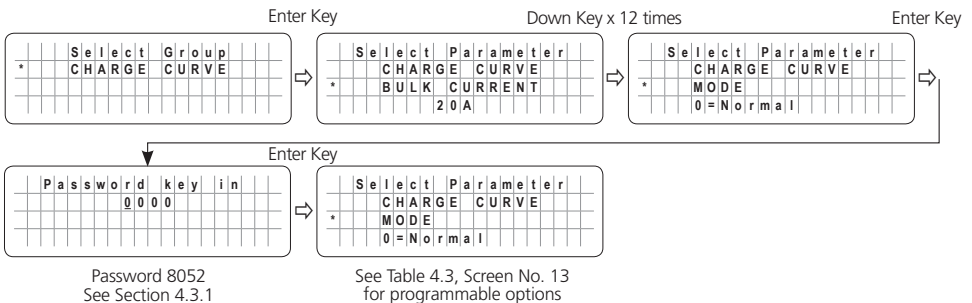 Enter Key
Down Key x 12 times
Enter Key
Select Group
* CHARGE CURVE
Select Parameter
CHARGE CURVE
* BULK CURRENT
20A
Select Parameter
CHARGE CURVE
* MODE
0=Normal
Enter Key
Password key in
0000
Select Parameter
CHARGE CURVE
* MODE
0=Normal
Password 8052
See Section 4.3.1
See Table 4.3, Screen No. 13
for programmable options